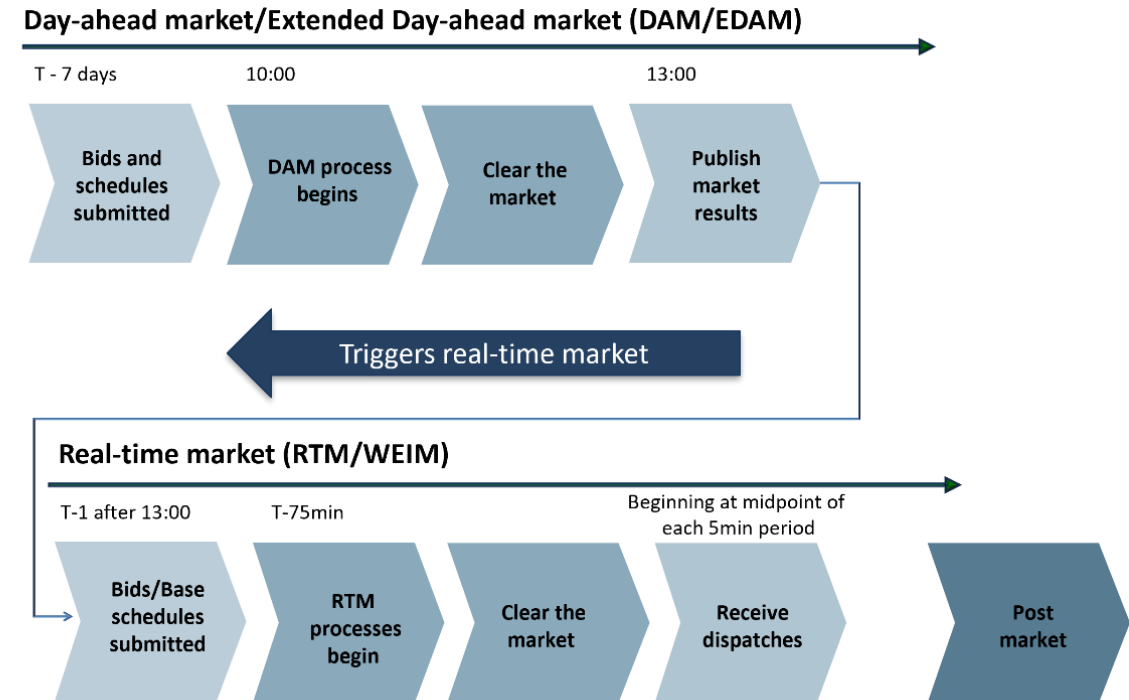 Day-ahead market/Extended Day-ahead market (DAM/EDAM)
T - 7 days
10:00
13:00
Bids and
schedules
submitted
DAM process
begins
Clear the
market
Publish
market
results
Triggers real-time market
Real-time market (RTM/WEIM)
T-1 after 13:00
T-75min
Beginning at midpoint of
each 5min period
Bids/Base
schedules
submitted
RTM
processes
begin
Clear the
market
Receive
dispatches
Post
market